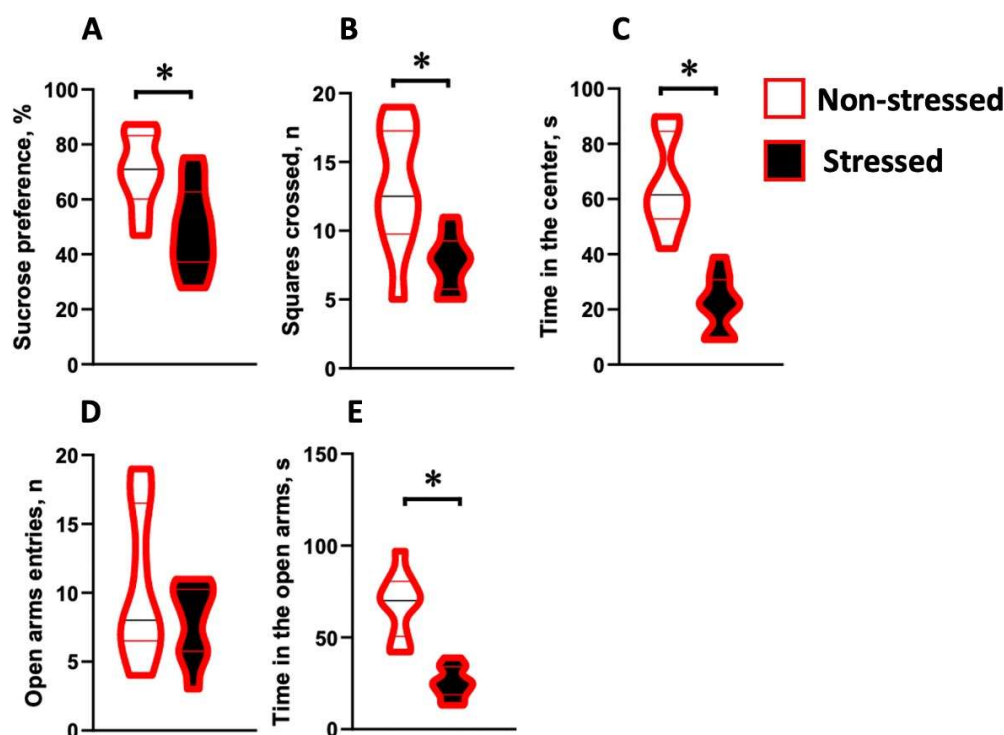 A
B
C
*
*
*
Sucrose preference, %
100
80
60
40
20
0
Squares crossed, n
20
15
10
5
0
Time in the center, s
100
80
60
40
20
0
Non-stressed
Stressed
D
E
*
Open arms entries, n
20
15
10
5
0
Time in the open arms, s
150
100
50
0